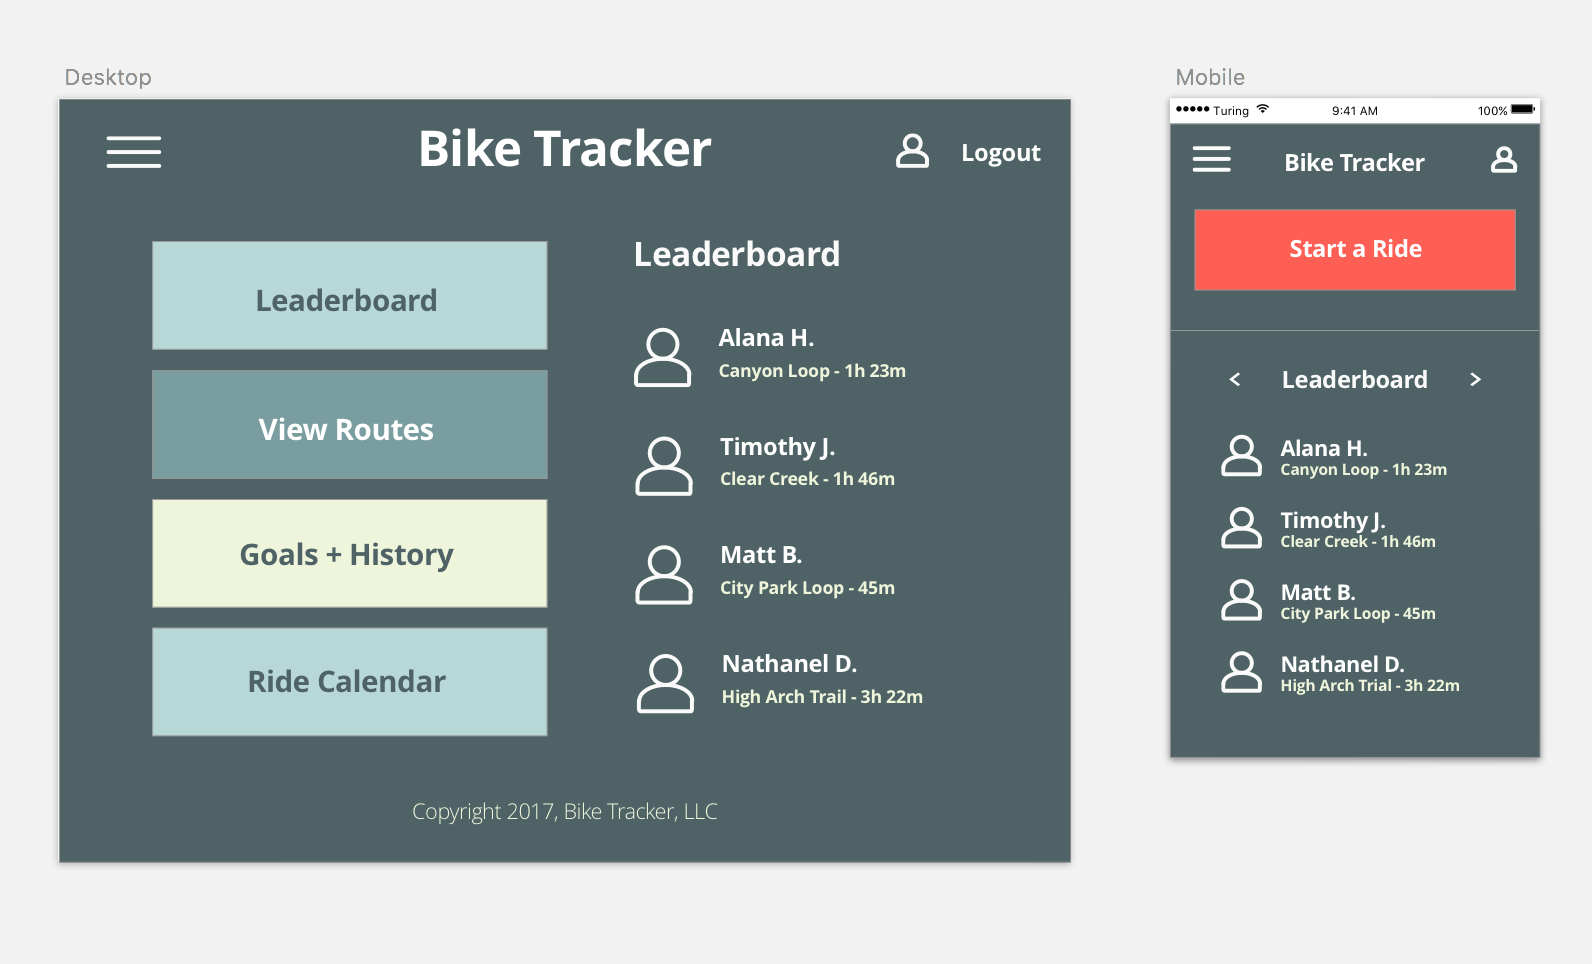 Desktop
Bike Tracker
Logout
Leaderboard
View Routes
Goals + History
Ride Calendar
Leaderboard
Alana H.
Canyon Loop - 1h 23m
Timothy J.
Clear Creek - 1h 46m
Matt B.
City Park Loop - 45m
Nathanel D.
High Arch Trail - 3h 22m
Copyright 2017, Bike Tracker, LLC
Mobile
Turing 9:41 AM 100%
Bike Tracker
Start a Ride
< Leaderboard >
Alana H.
Canyon Loop - 1h 23m
Timothy J.
Clear Creek - 1h 46m
Matt B.
City Park Loop - 45m
Nathanel D.
High Arch Trial - 3h 22m